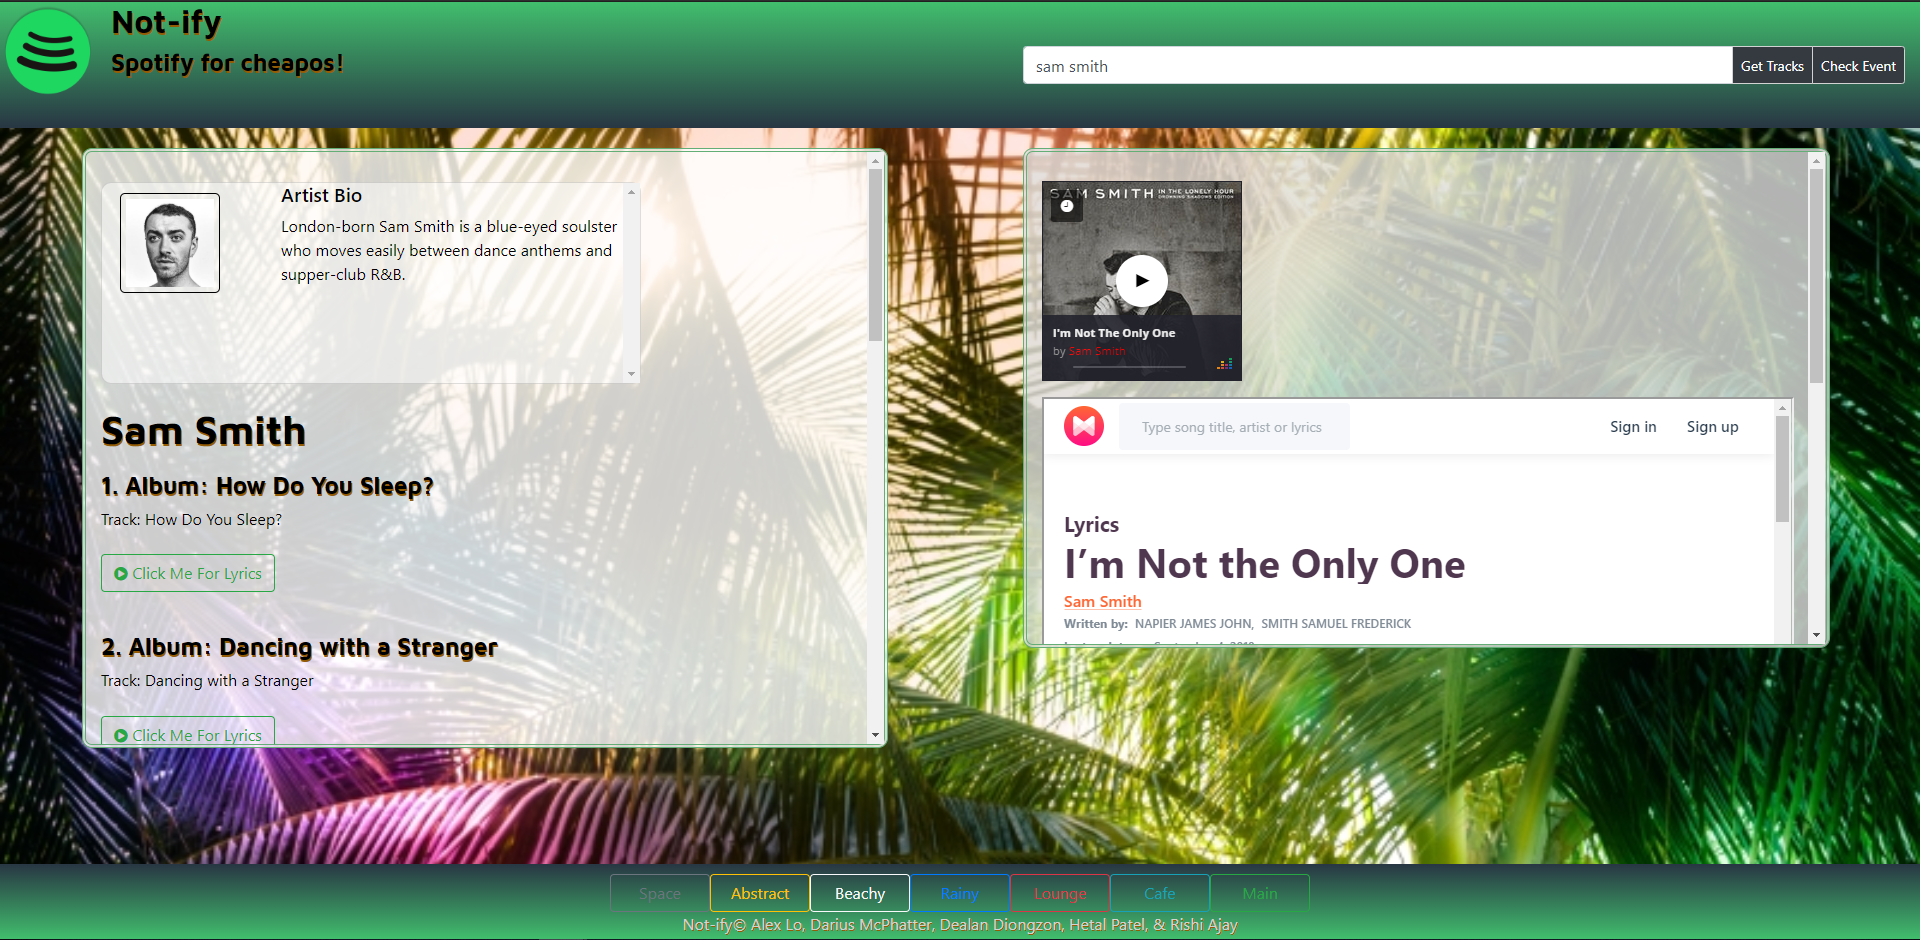 Not-ify
Spotify for cheapos!
sam smith
Get Tracks
Check Event
Artist Bio
London-born Sam Smith is a blue-eyed soulster
who moves easily between dance anthems and
supper-club R&B.
Sam Smith
1. Album: How Do You Sleep?
Track: How Do You Sleep?
Click Me For Lyrics
2. Album: Dancing with a Stranger
Track: Dancing with a Stranger
Click Me For Lyrics
SAM SMITH IN THE LONELY HOUR
DROWNING SHADOWS EDITION
I'm Not The Only One
by Sam Smith
Type song title, artist or lyrics
Sign in
Sign up
Lyrics
I’m Not the Only One
Sam Smith
Written by: NAPIER JAMES JOHN, SMITH SAMUEL FREDERICK
Space
Abstract
Beachy
Rainy
Lounge
Cafe
Main
Not-ify© Alex Lo, Darius McPhatter, Dealan Diongzon, Hetal Patel, & Rishi Ajay